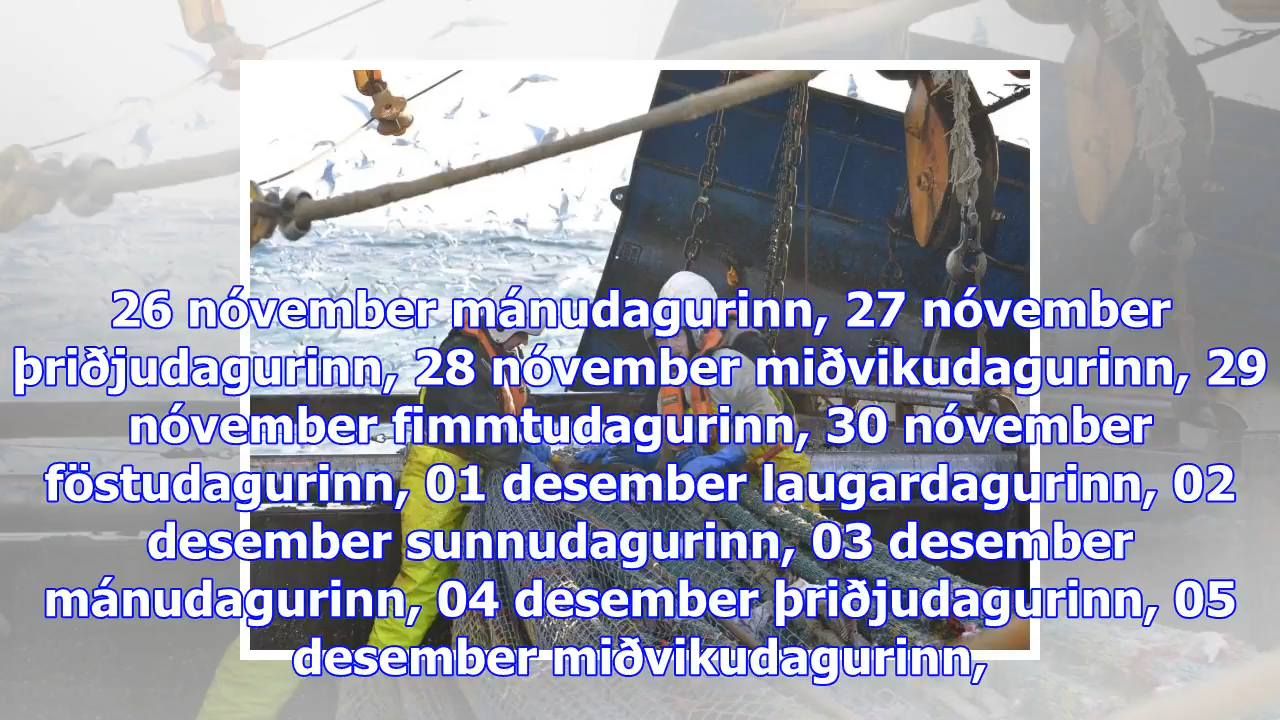 26 nóvember mánudagurinn, 27 nóvember
þriðjudagurinn, 28 nóvember miðvikudagurinn, 29
nóvember fimmtudagurinn, 30 nóvember
föstudagurinn, 01 desember laugardagurinn, 02
desember sunnudagurinn, 03 desember
mánudagurinn, 04 desember þriðjudagurinn, 05
desember miðvikudagurinn,